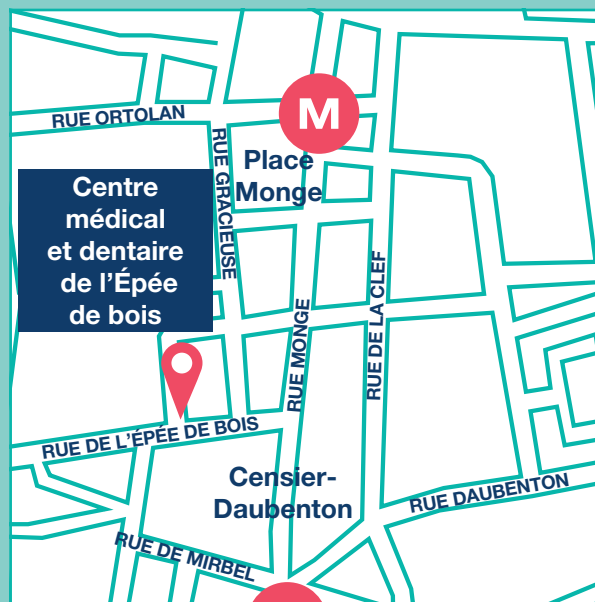 RUE ORTOLAN
M
Place
Monge
RUE GRACIEUSE
Centre
médical
et dentaire
de l’Épée
de bois
RUE MONGE
RUE DE LA CLEF
RUE DE L’ÉPÉE DE BOIS
Censier-
Daubenton
RUE DAUBENTON
RUE DE MIRBEL